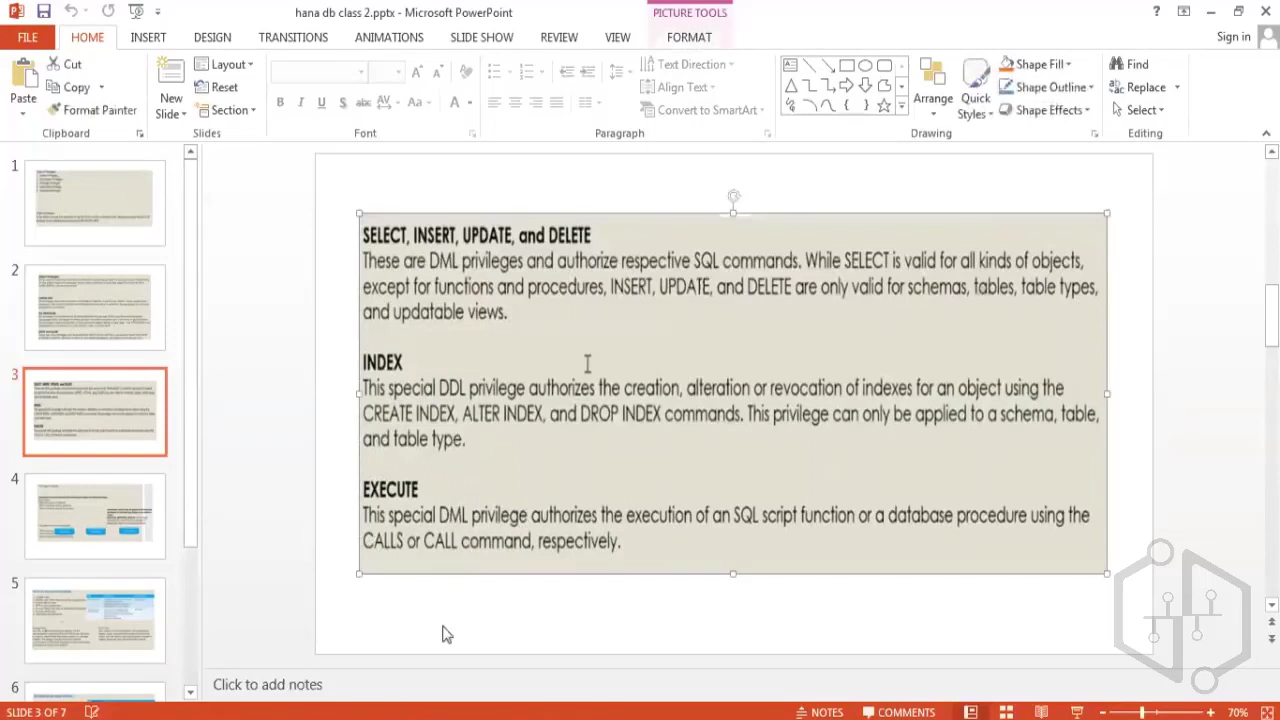 hana db class 2.pptx - Microsoft PowerPoint
PICTURE TOOLS
Sign in
FILE
HOME
INSERT
DESIGN
TRANSITIONS
ANIMATIONS
SLIDE SHOW
REVIEW
VIEW
FORMAT
Paste
Cut
Copy
Format Painter
Clipboard
New
Slide
Layout
Reset
Section
Slides
Font
Text Direction
Align Text
Convert to SmartArt
Paragraph
Arrange
Quick
Styles
Shape Fill
Shape Outline
Shape Effects
Drawing
Find
Replace
Select
Editing
1
2
3
4
5
6
SELECT, INSERT, UPDATE, and DELETE
These are DML privileges and authorize respective SQL commands. While SELECT is valid for all kinds of objects,
except for functions and procedures, INSERT, UPDATE, and DELETE are only valid for schemas, tables, table types,
and updatable views.
INDEX
This special DDL privilege authorizes the creation, alteration or revocation of indexes for an object using the
CREATE INDEX, ALTER INDEX, and DROP INDEX commands. This privilege can only be applied to a schema, table,
and table type.
EXECUTE
This special DML privilege authorizes the execution of an SQL script function or a database procedure using the
CALLS or CALL command, respectively.
Click to add notes
SLIDE 3 OF 7
NOTES
COMMENTS
70%